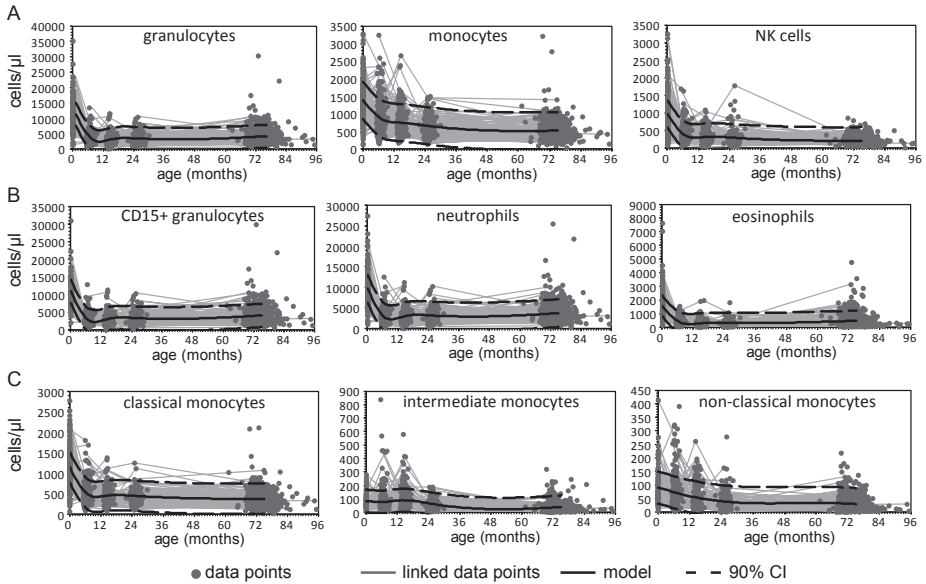 A
granulocytes
monocytes
NK cells
cells/µl
40000
35000
30000
25000
20000
15000
10000
5000
0
3500
3000
2500
2000
1500
1000
500
0
3500
3000
2500
2000
1500
1000
500
0
0 12 24 36 48 60 72 84 96
0 12 24 36 48 60 72 84 96
0 12 24 36 48 60 72 84 96
age (months)
age (months)
age (months)
B
CD15+ granulocytes
neutrophils
eosinophils
cells/µl
35000
30000
25000
20000
15000
10000
5000
0
30000
25000
20000
15000
10000
5000
0
9000
8000
7000
6000
5000
4000
3000
2000
1000
0
0 12 24 36 48 60 72 84 96
0 12 24 36 48 60 72 84 96
0 12 24 36 48 60 72 84 96
age (months)
age (months)
age (months)
C
classical monocytes
intermediate monocytes
non-classical monocytes
cells/µl
3000
2500
2000
1500
1000
500
0
900
800
700
600
500
400
300
200
100
0
450
400
350
300
250
200
150
100
50
0
0 12 24 36 48 60 72 84 96
0 12 24 36 48 60 72 84 96
0 12 24 36 48 60 72 84 96
age (months)
age (months)
age (months)
data points
linked data points
model
90% CI